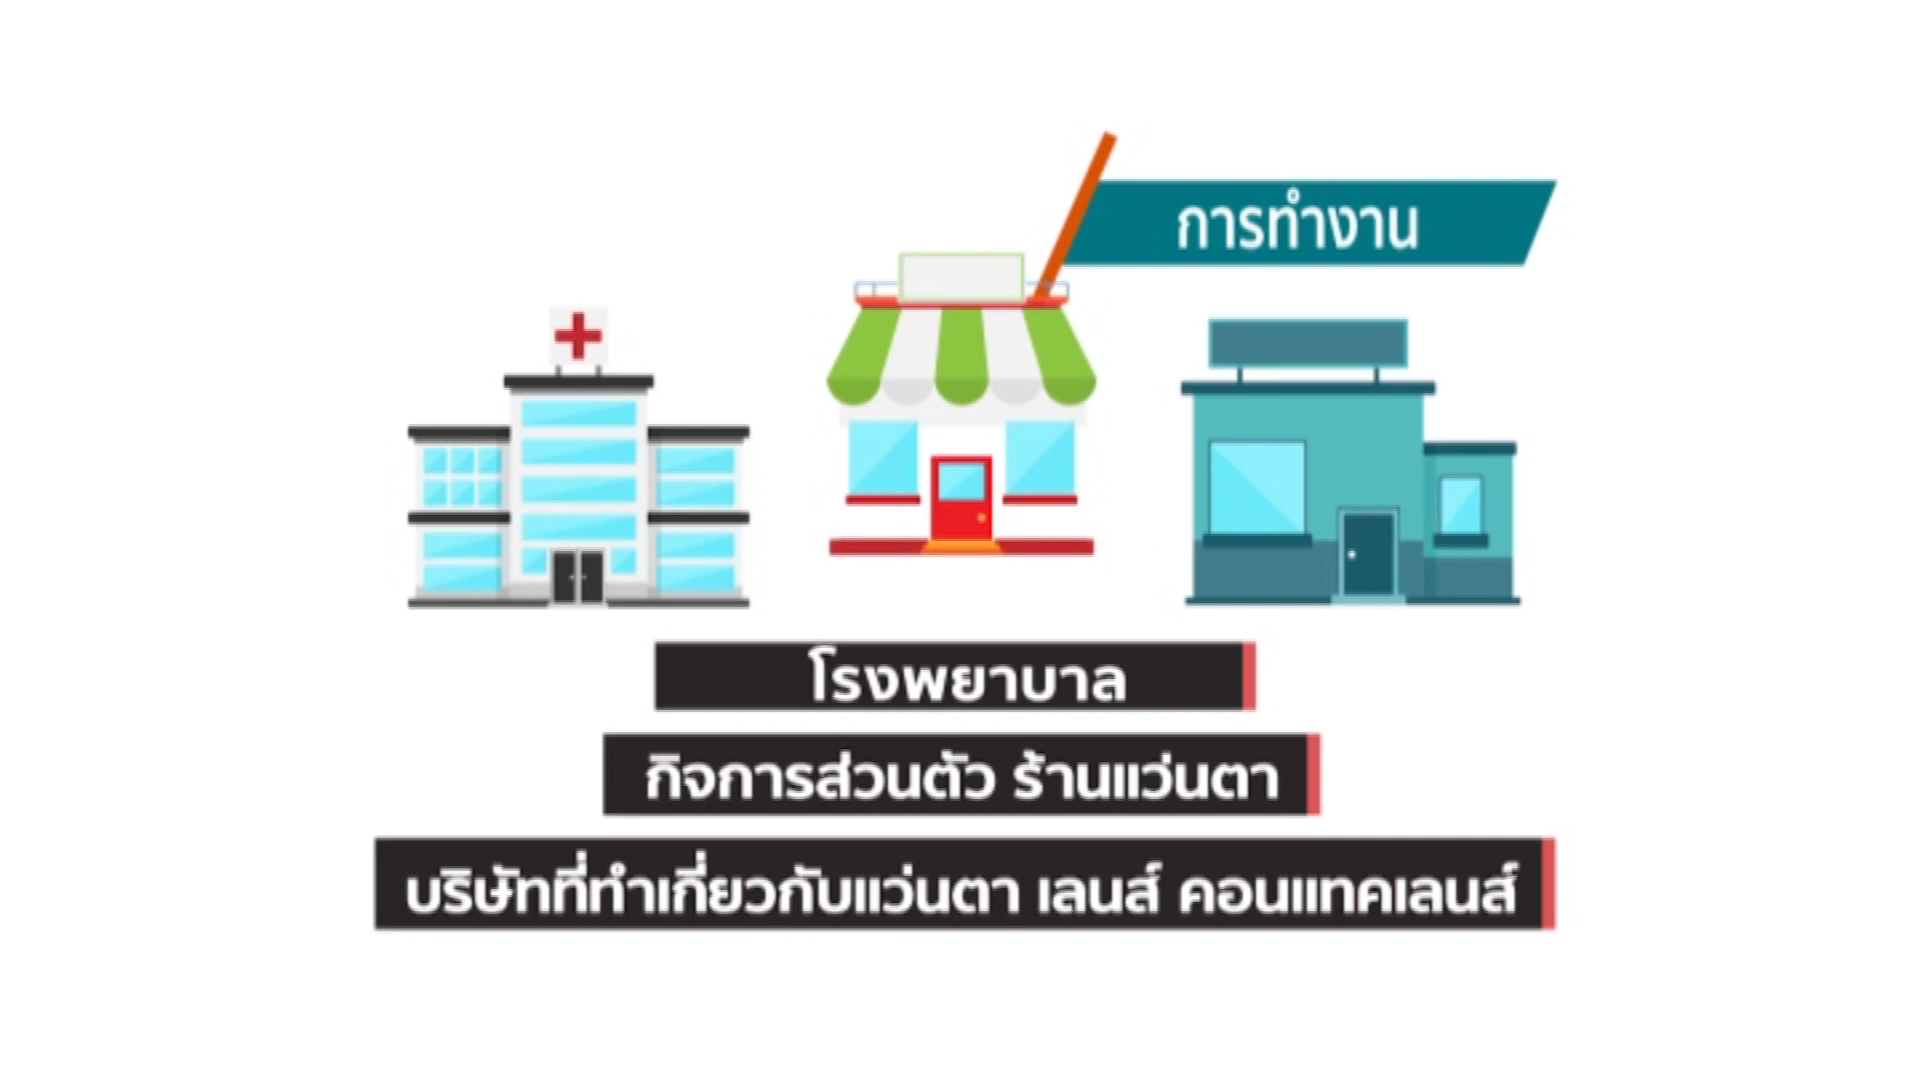 การทำงาน
โรงพยาบาล
กิจการส่วนตัว ร้านแว่นตา
บริษัทที่ทำเกี่ยวกับแว่นตา เลนส์ คอนแทคเลนส์